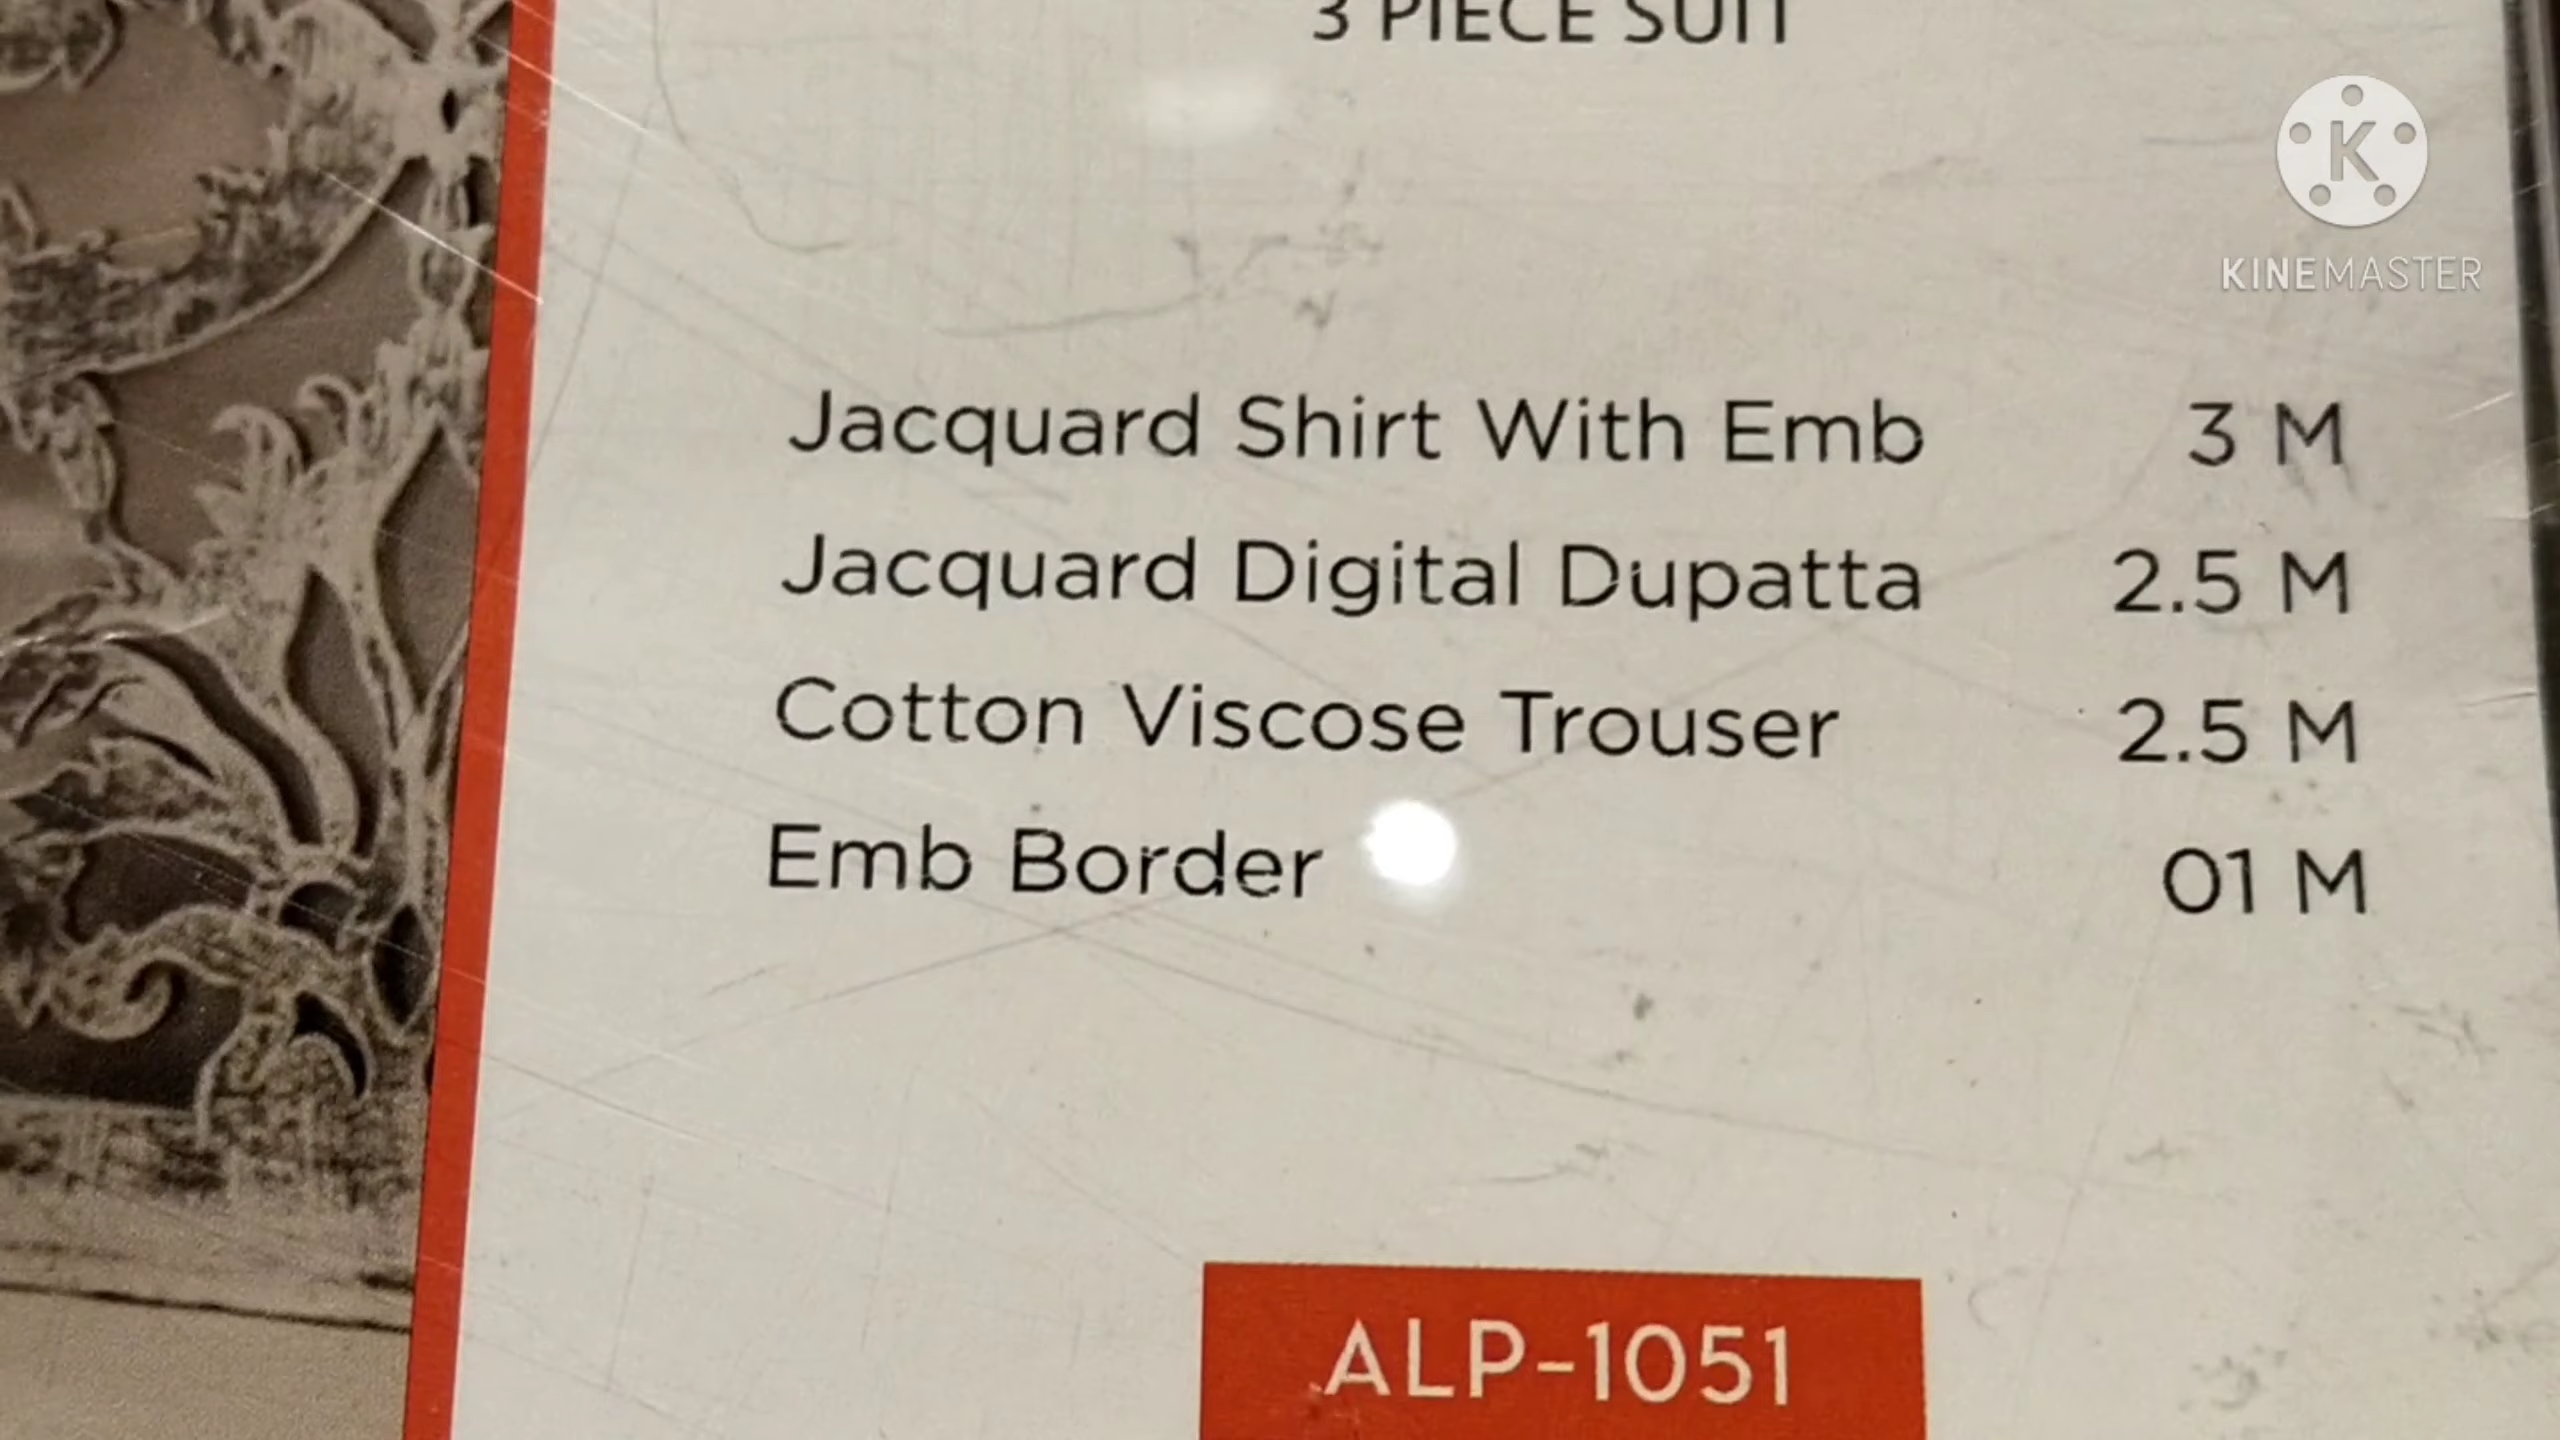 3 PIECE SUIT
K
KINEMASTER
Jacquard Shirt With Emb 3 M
Jacquard Digital Dupatta 2.5 M
Cotton Viscose Trouser 2.5 M
Emb Border 01 M
ALP-1051